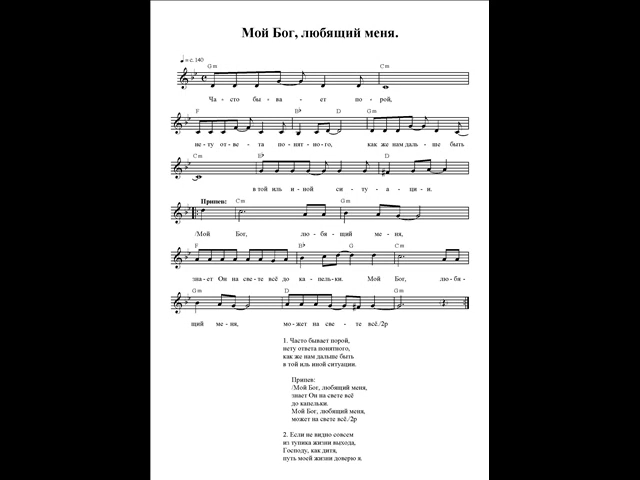 Мой Бог, любящий меня.
♩ = c. 140
Gm Cm
Ча - сто бы - ва - ет по - рой,
F B♭ D Gm
не - ту от - ве - та по - нят - но - го, как же нам даль - ше быть
Cm E♭ D
в той иль и - ной си - ту - а - ци - и.
Припев: Cm Gm
/Мой Бог, лю - бя - щий ме - ня,
F B♭ G Cm
зна - ет Он на све - те всё до ка - пель - ки. Мой Бог, лю - бя -
Gm D Gm
щий ме - ня, мо - жет на све - те всё./2р
1. Часто бывает порой,
нету ответа понятного,
как же нам дальше быть
в той иль иной ситуации.
Припев:
/Мой Бог, любящий меня,
знает Он на свете всё
до капельки.
Мой Бог, любящий меня,
может на свете всё./2р
2. Если не видно совсем
из тупика жизни выхода,
Господу, как дитя,
путь моей жизни доверю я.